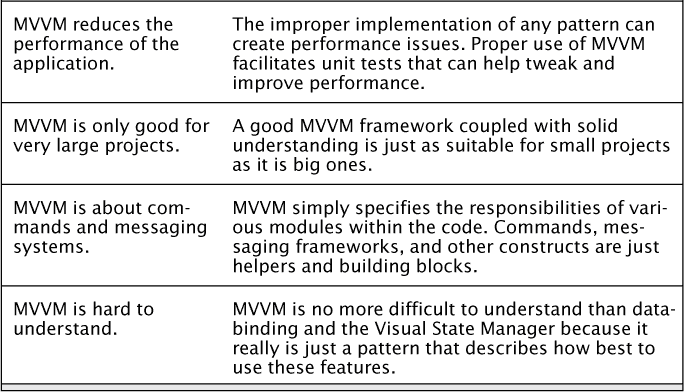 MVVM reduces the
performance of the
application.
The improper implementation of any pattern can
create performance issues. Proper use of MVVM
facilitates unit tests that can help tweak and
improve performance.
MVVM is only good for
very large projects.
A good MVVM framework coupled with solid
understanding is just as suitable for small projects
as it is big ones.
MVVM is about com-
mands and messaging
systems.
MVVM simply specifies the responsibilities of vari-
ous modules within the code. Commands, mes-
saging frameworks, and other constructs are just
helpers and building blocks.
MVVM is hard to
understand.
MVVM is no more difficult to understand than data-
binding and the Visual State Manager because it
really is just a pattern that describes how best to
use these features.